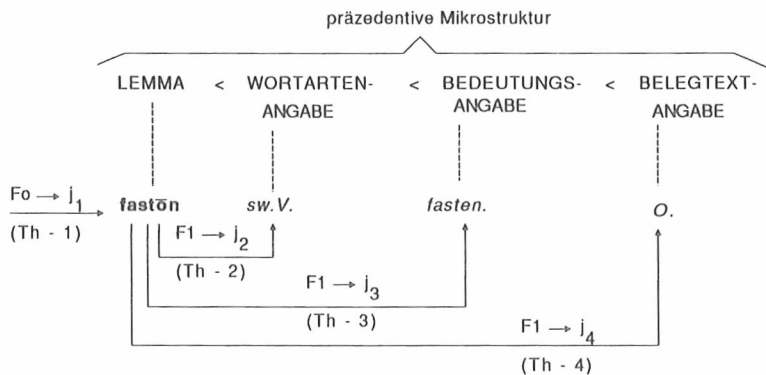 präzedentive Mikrostruktur
LEMMA < WORTARTEN- < BEDEUTUNGS- < BELEGTEXT-
ANGABE ANGABE ANGABE
Fo → j1 fastōn sw.V. fasten. O.
(Th - 1) F1 → j2
(Th - 2)
F1 → j3
(Th - 3)
F1 → j4
(Th - 4)